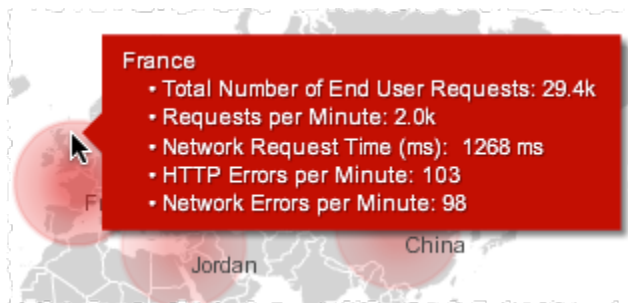 France
• Total Number of End User Requests: 29.4k
• Requests per Minute: 2.0k
• Network Request Time (ms): 1268 ms
• HTTP Errors per Minute: 103
• Network Errors per Minute: 98
China
Jordan